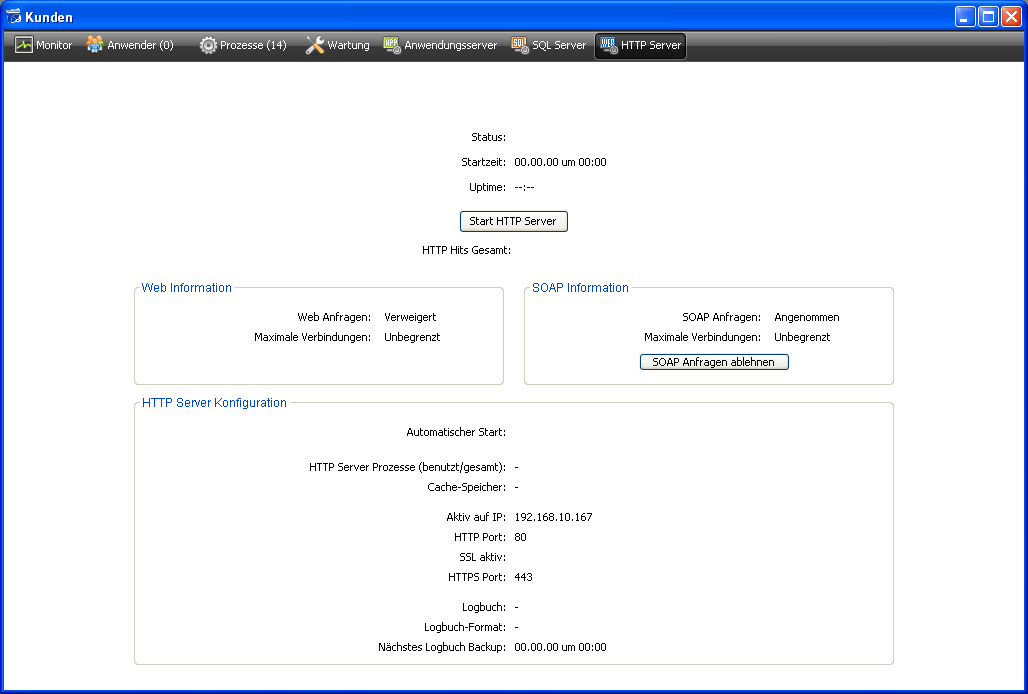 Kunden
Monitor Anwender (0) Prozesse (14) Wartung APP Anwendungsserver SQL SQL Server WEB HTTP Server
Status:
Startzeit: 00.00.00 um 00:00
Uptime: --:--
Start HTTP Server
HTTP Hits Gesamt:
Web Information
Web Anfragen: Verweigert
Maximale Verbindungen: Unbegrenzt
SOAP Information
SOAP Anfragen: Angenommen
Maximale Verbindungen: Unbegrenzt
SOAP Anfragen ablehnen
HTTP Server Konfiguration
Automatischer Start:
HTTP Server Prozesse (benutzt/gesamt): -
Cache-Speicher: -
Aktiv auf IP: 192.168.10.167
HTTP Port: 80
SSL aktiv:
HTTPS Port: 443
Logbuch: -
Logbuch-Format: -
Nächstes Logbuch Backup: 00.00.00 um 00:00